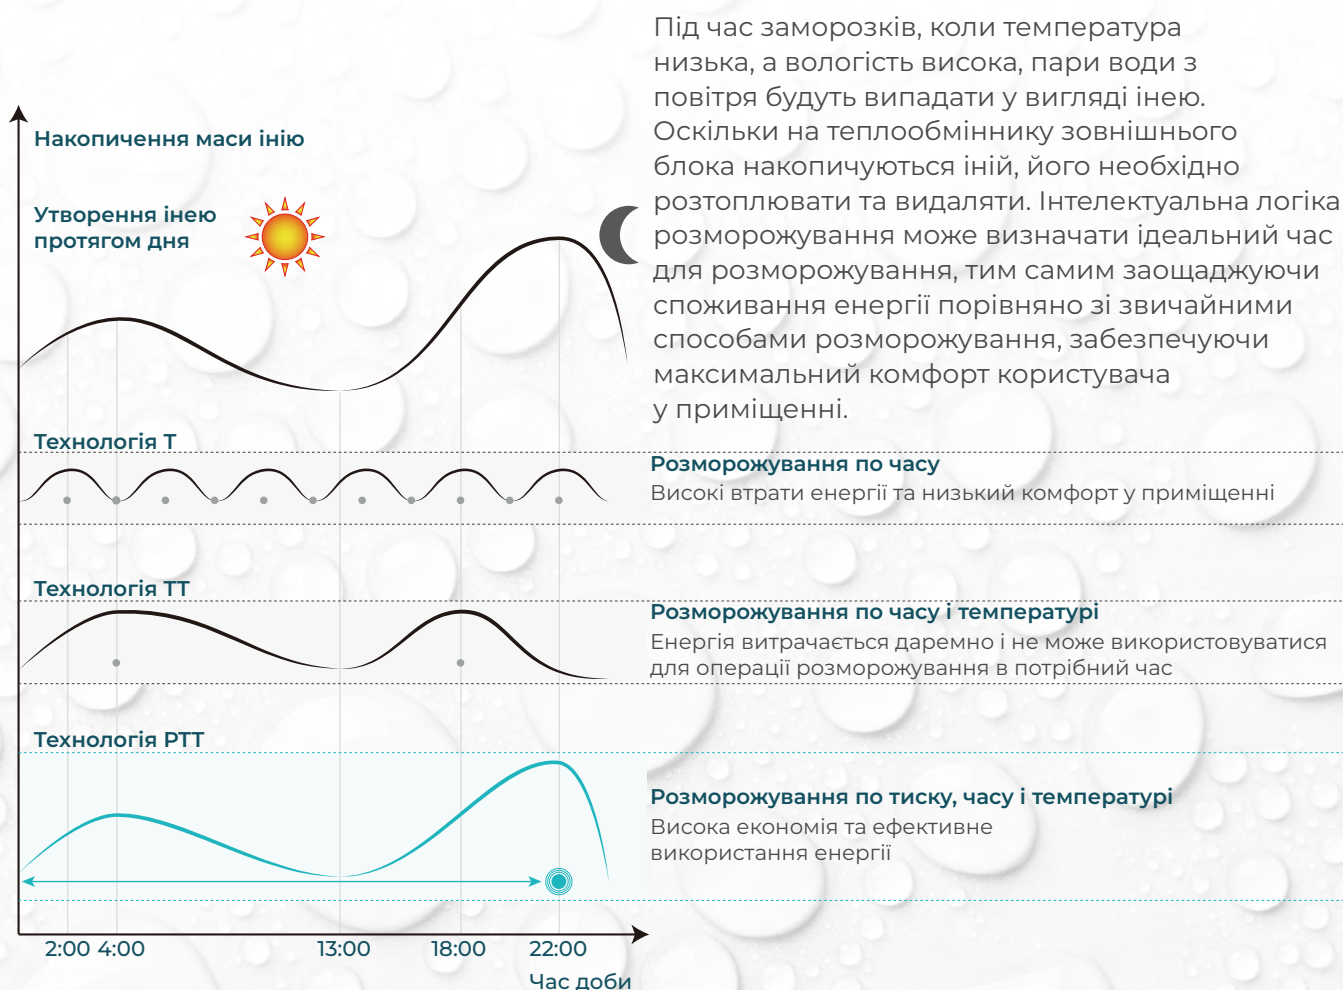 Під час заморозків, коли температура
низька, а вологість висока, пари води з
повітря будуть випадати у вигляді інею.
Оскільки на теплообміннику зовнішнього
блока накопичуються іній, його необхідно
розтоплювати та видаляти. Інтелектуальна логіка
розморожування може визначати ідеальний час
для розморожування, тим самим заощаджуючи
споживання енергії порівняно зі звичайними
способами розморожування, забезпечуючи
максимальний комфорт користувача
у приміщенні.
Накопичення маси інію
Утворення інею
протягом дня
Технологія Т
Розморожування по часу
Високі втрати енергії та низький комфорт у приміщенні
Технологія ТТ
Розморожування по часу і температурі
Енергія витрачається даремно і не може використовуватися
для операції розморожування в потрібний час
Технологія РТТ
Розморожування по тиску, часу і температурі
Висока економія та ефективне
використання енергії
2:00 4:00 13:00 18:00 22:00
Час доби